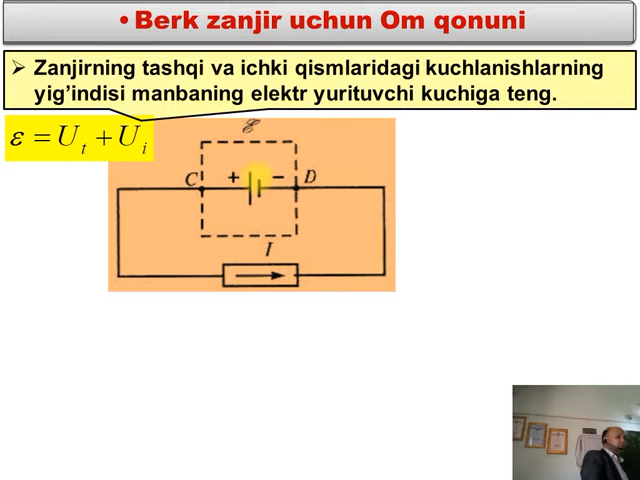 • Berk zanjir uchun Om qonuni
➢ Zanjirning tashqi va ichki qismlaridagi kuchlanishlarning
yig’indisi manbaning elektr yurituvchi kuchiga teng.
ε = U_t + U_i
ℰ
C + − D
I